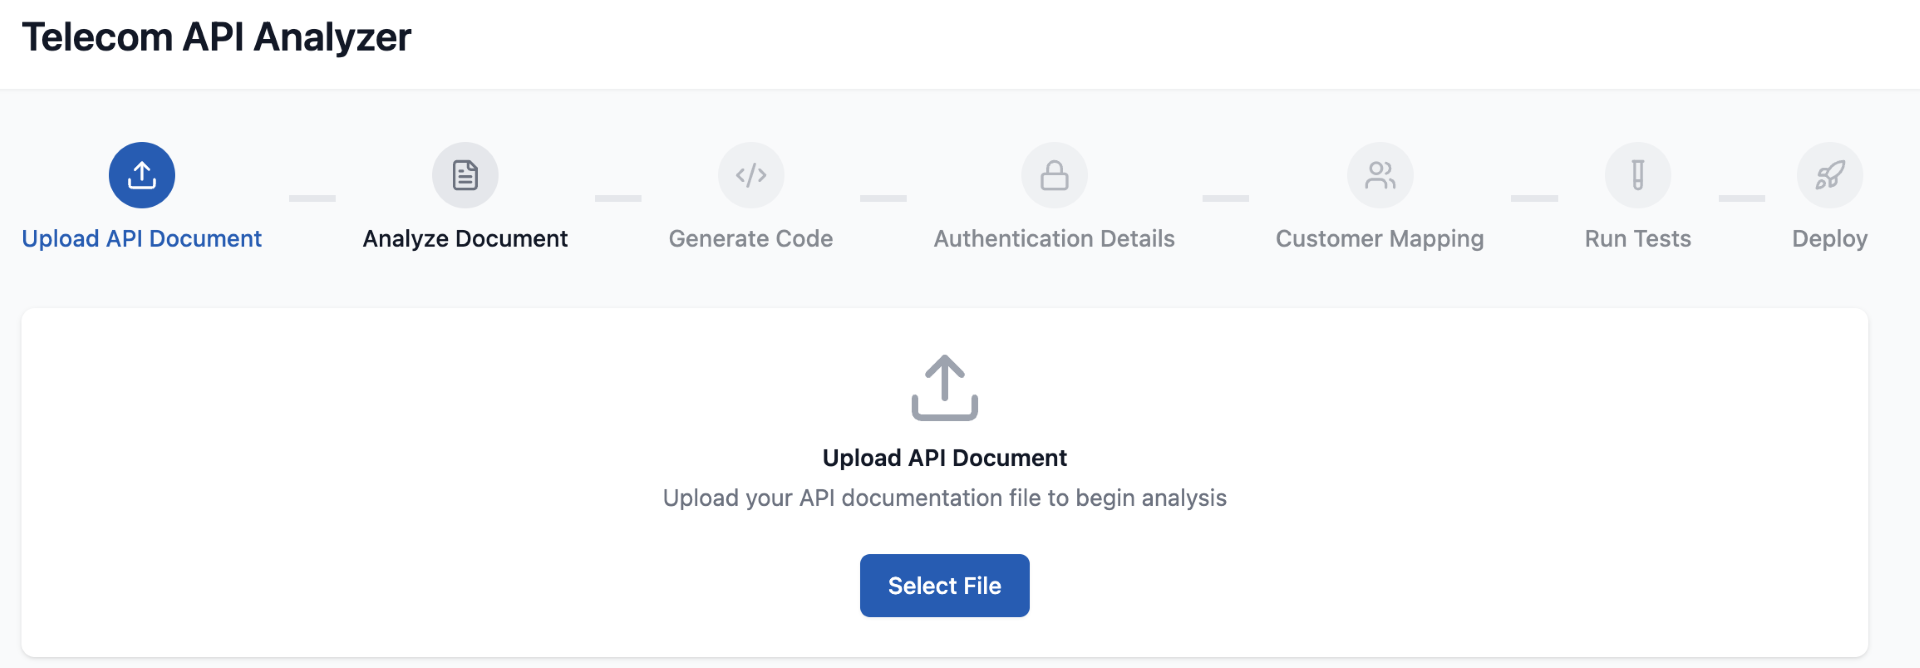 Telecom API Analyzer
Upload API Document
Analyze Document
Generate Code
Authentication Details
Customer Mapping
Run Tests
Deploy
Upload API Document
Upload your API documentation file to begin analysis
Select File